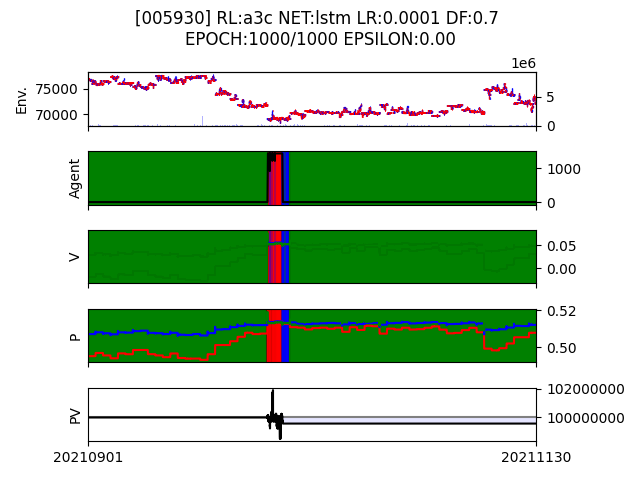 [005930] RL:a3c NET:lstm LR:0.0001 DF:0.7
EPOCH:1000/1000 EPSILON:0.00
1e6
Env.
75000
70000
5
0
Agent
1000
0
V
0.05
0.00
P
0.52
0.50
PV
102000000
100000000
20210901
20211130